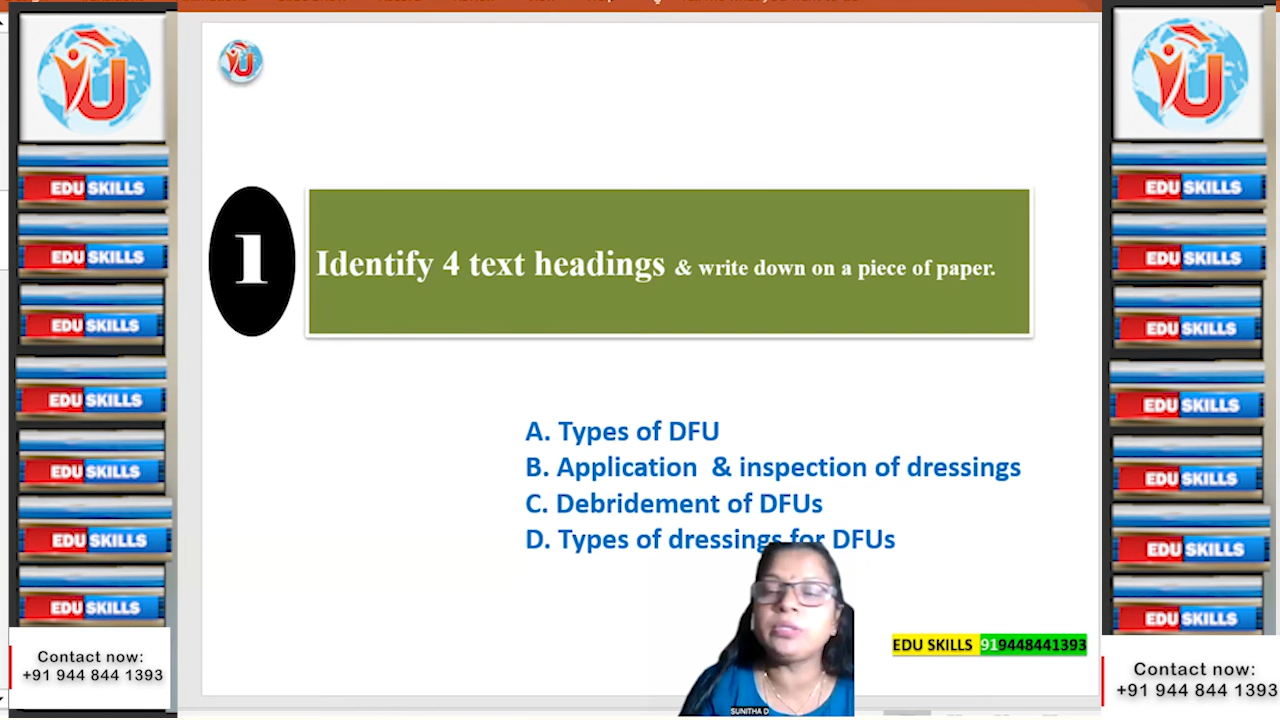 1
Identify 4 text headings & write down on a piece of paper.
A. Types of DFU
B. Application & inspection of dressings
C. Debridement of DFUs
D. Types of dressings for DFUs
EDU SKILLS 919448441393
SUNITHA D
U
EDU SKILLS
EDU SKILLS
EDU SKILLS
EDU SKILLS
EDU SKILLS
EDU SKILLS
EDU SKILLS
Contact now:
+91 944 844 1393
U
EDU SKILLS
EDU SKILLS
EDU SKILLS
EDU SKILLS
EDU SKILLS
EDU SKILLS
EDU SKILLS
Contact now:
+91 944 844 1393